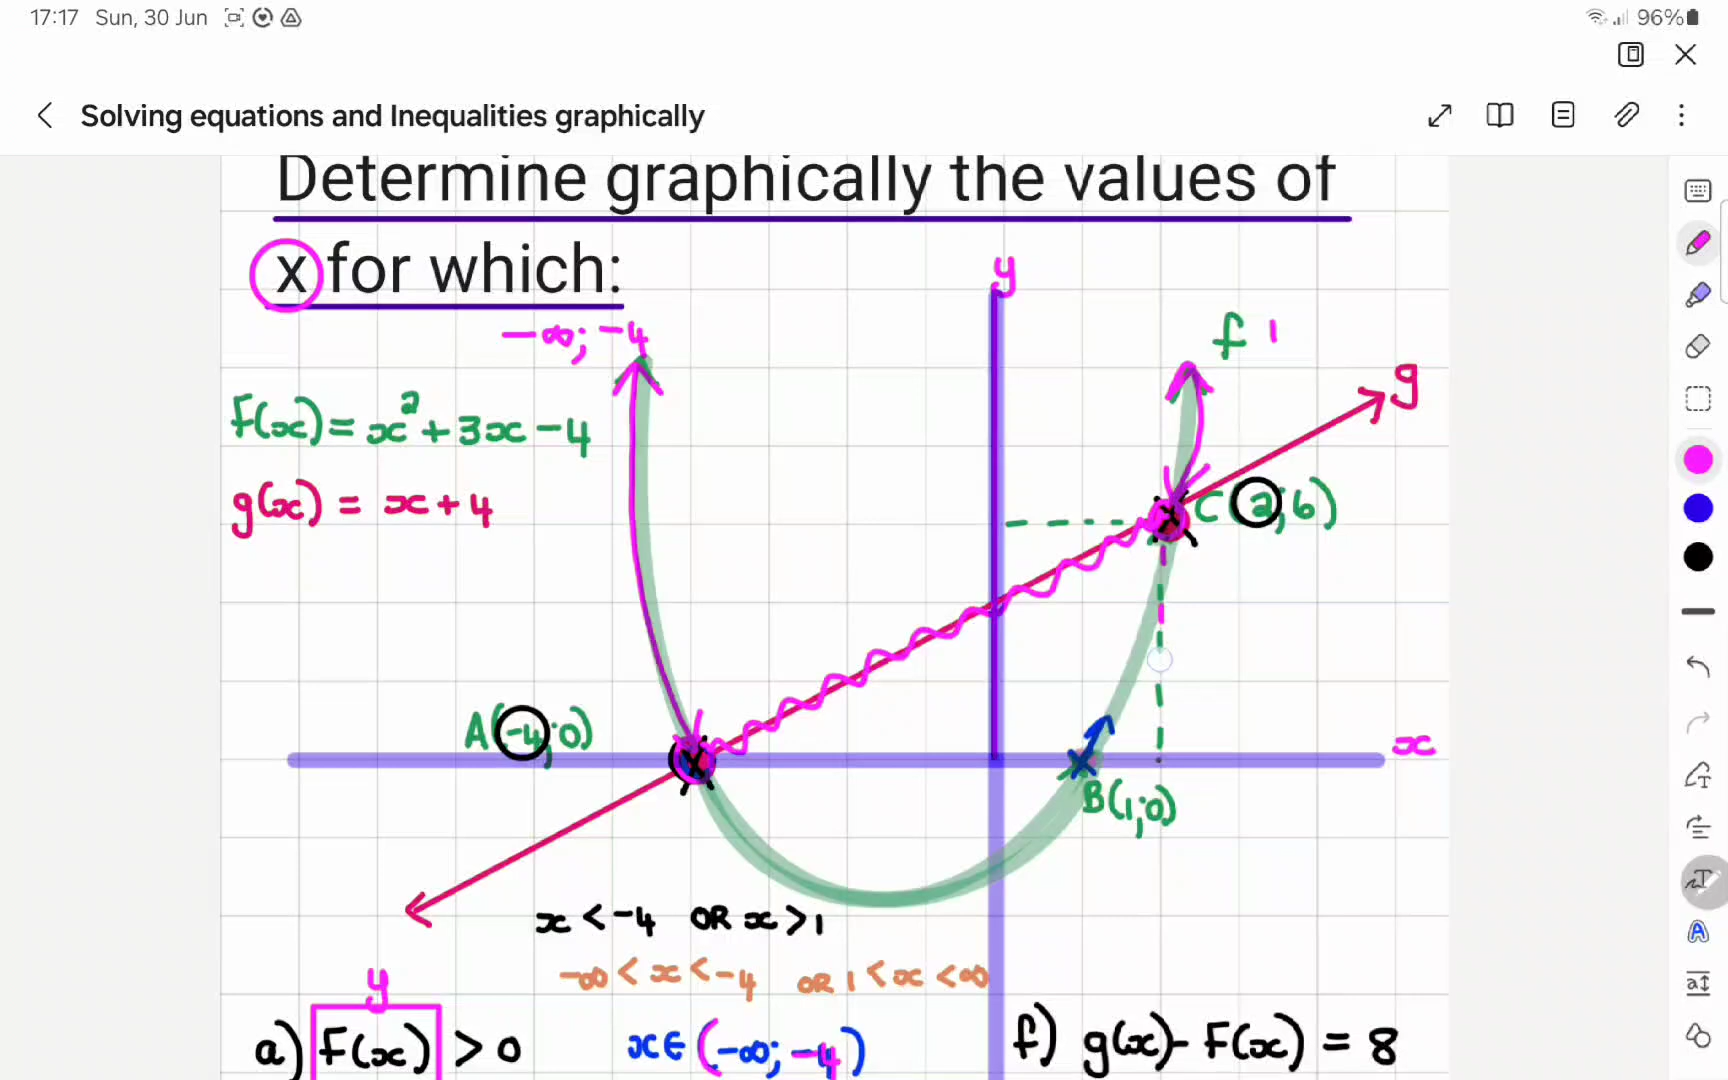 17:17 Sun, 30 Jun
96%
Solving equations and Inequalities graphically
Determine graphically the values of
x for which:
y
-∞; -4
f
g
F(x) = x² + 3x - 4
g(x) = x + 4
C(2;6)
A(-4;0)
x
B(1;0)
x < -4 OR x > 1
-∞ < x < -4 OR 1 < x < ∞
y
a) F(x) > 0
x ∈ (-∞; -4)
f) g(x) - F(x) = 8